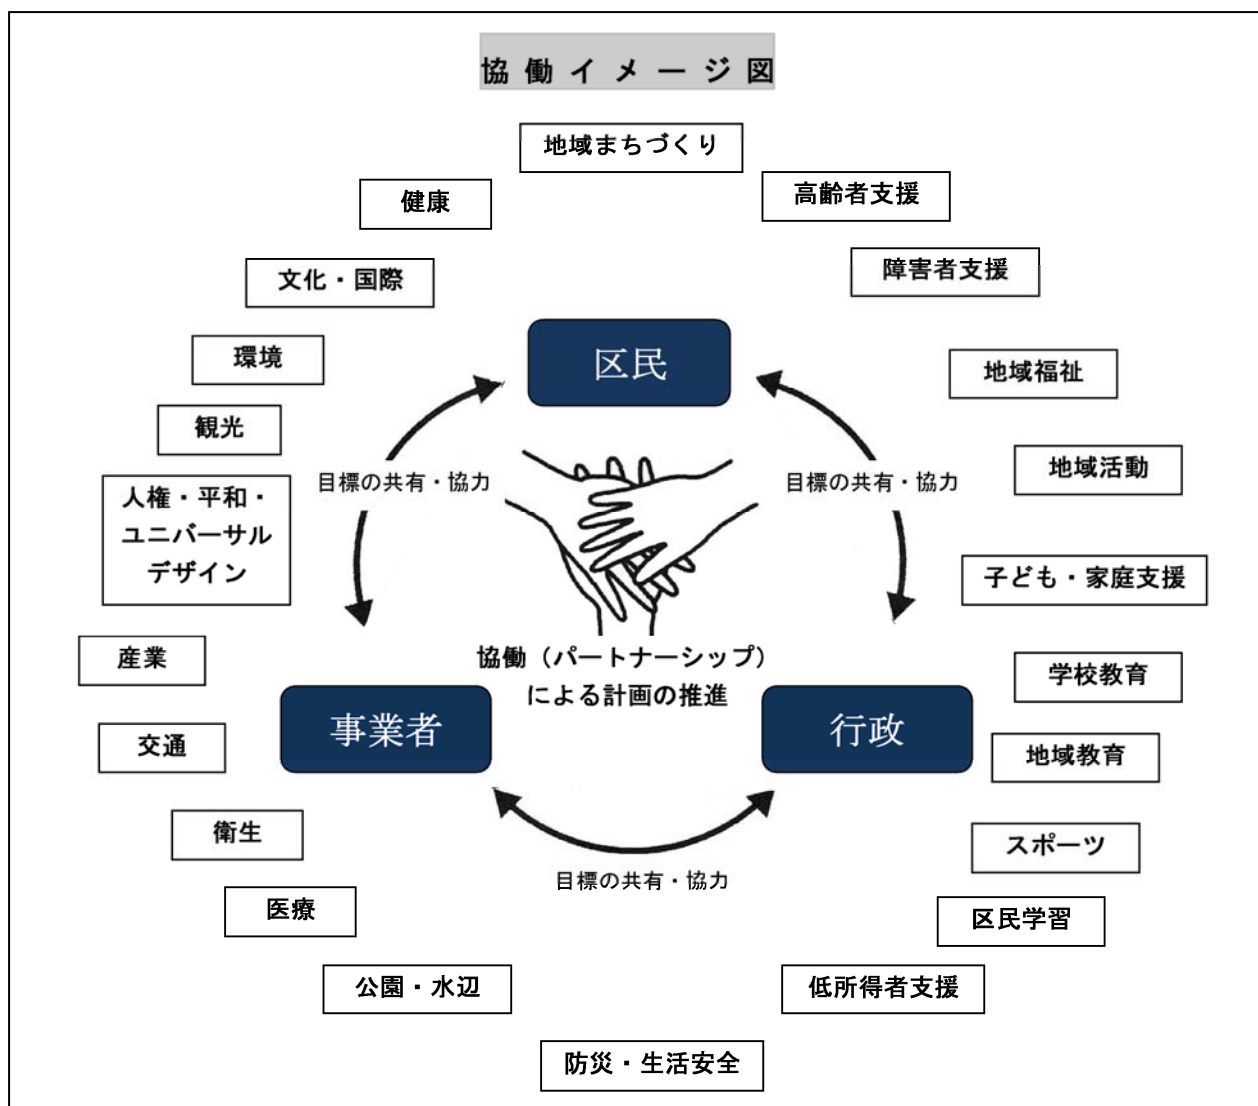 協働イメージ図
地域まちづくり
健康
高齢者支援
障害者支援
文化・国際
環境
区民
地域福祉
観光
地域活動
目標の共有・協力
目標の共有・協力
人権・平和・
ユニバーサル
デザイン
子ども・家庭支援
産業
協働（パートナーシップ）
による計画の推進
学校教育
事業者
行政
交通
地域教育
衛生
スポーツ
目標の共有・協力
医療
区民学習
公園・水辺
低所得者支援
防災・生活安全